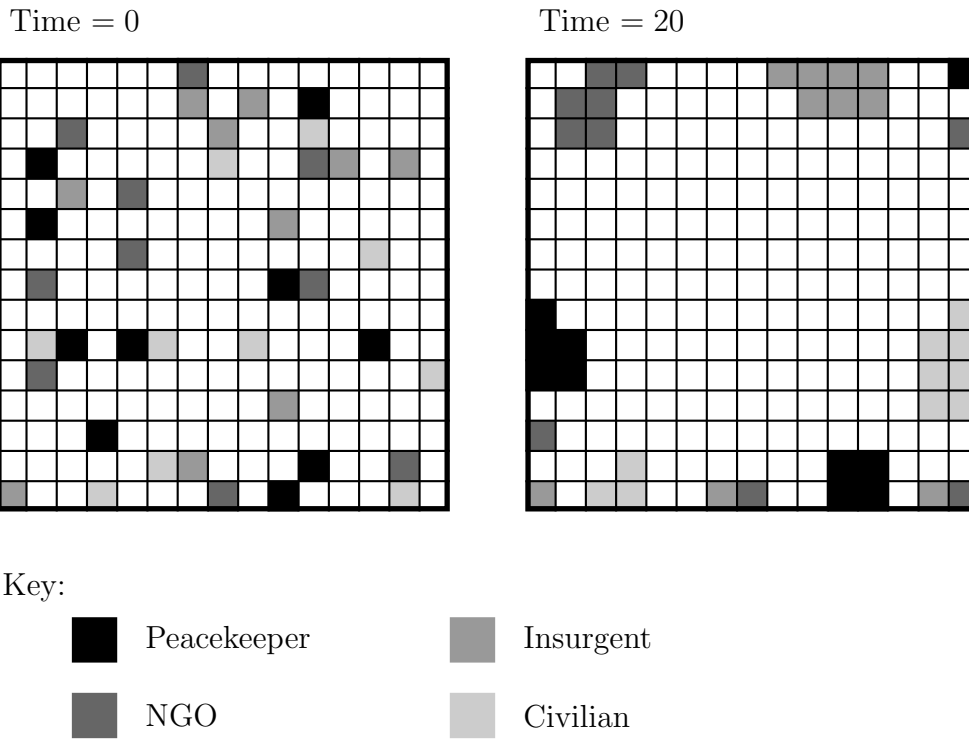 Time = 0
Time = 20
Key:
Peacekeeper
Insurgent
NGO
Civilian